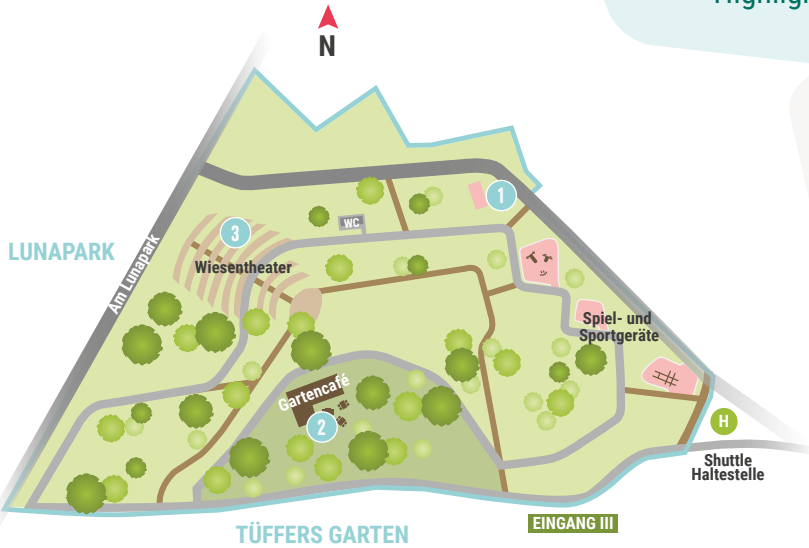 N
1
WC
3
LUNAPARK
Am Lunapark
Wiesentheater
Spiel- und
Sportgeräte
Gartencafé
2
H
Shuttle
Haltestelle
EINGANG III
TÜFFERS GARTEN